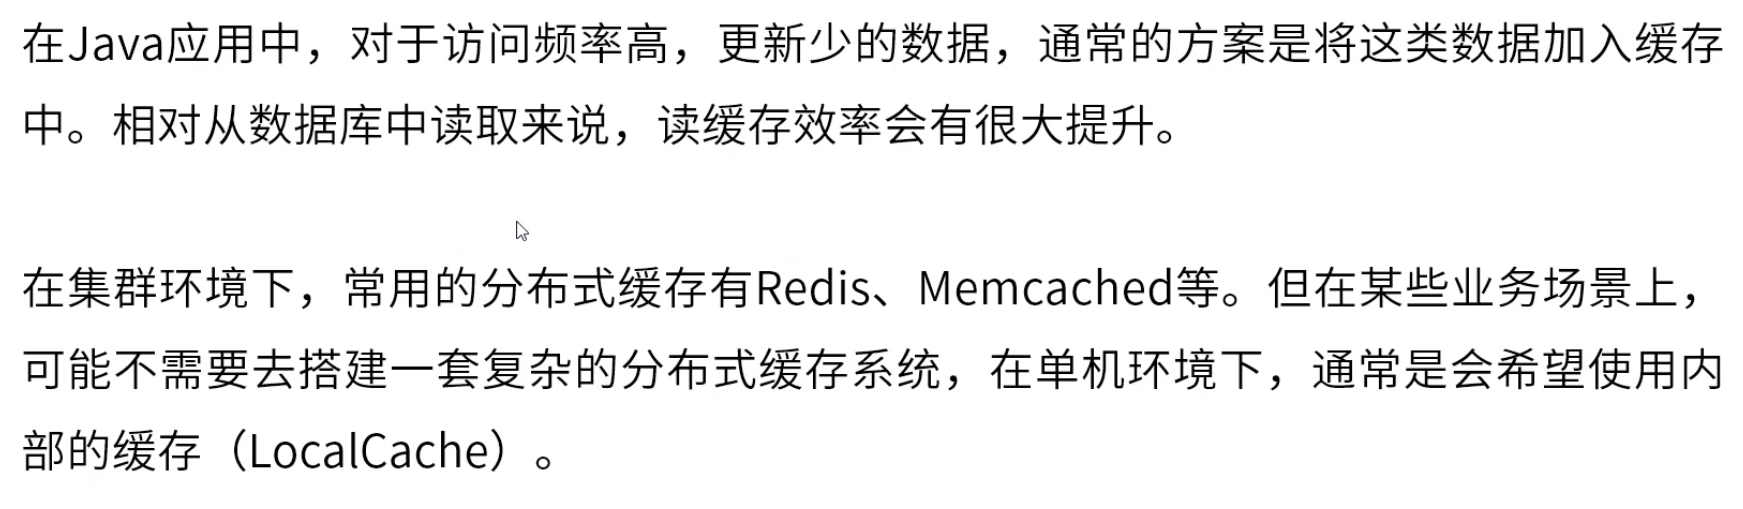 在Java应用中，对于访问频率高，更新少的数据，通常的方案是将这类数据加入缓存
中。相对从数据库中读取来说，读缓存效率会有很大提升。
在集群环境下，常用的分布式缓存有Redis、Memcached等。但在某些业务场景上，
可能不需要去搭建一套复杂的分布式缓存系统，在单机环境下，通常是会希望使用内
部的缓存（LocalCache）。